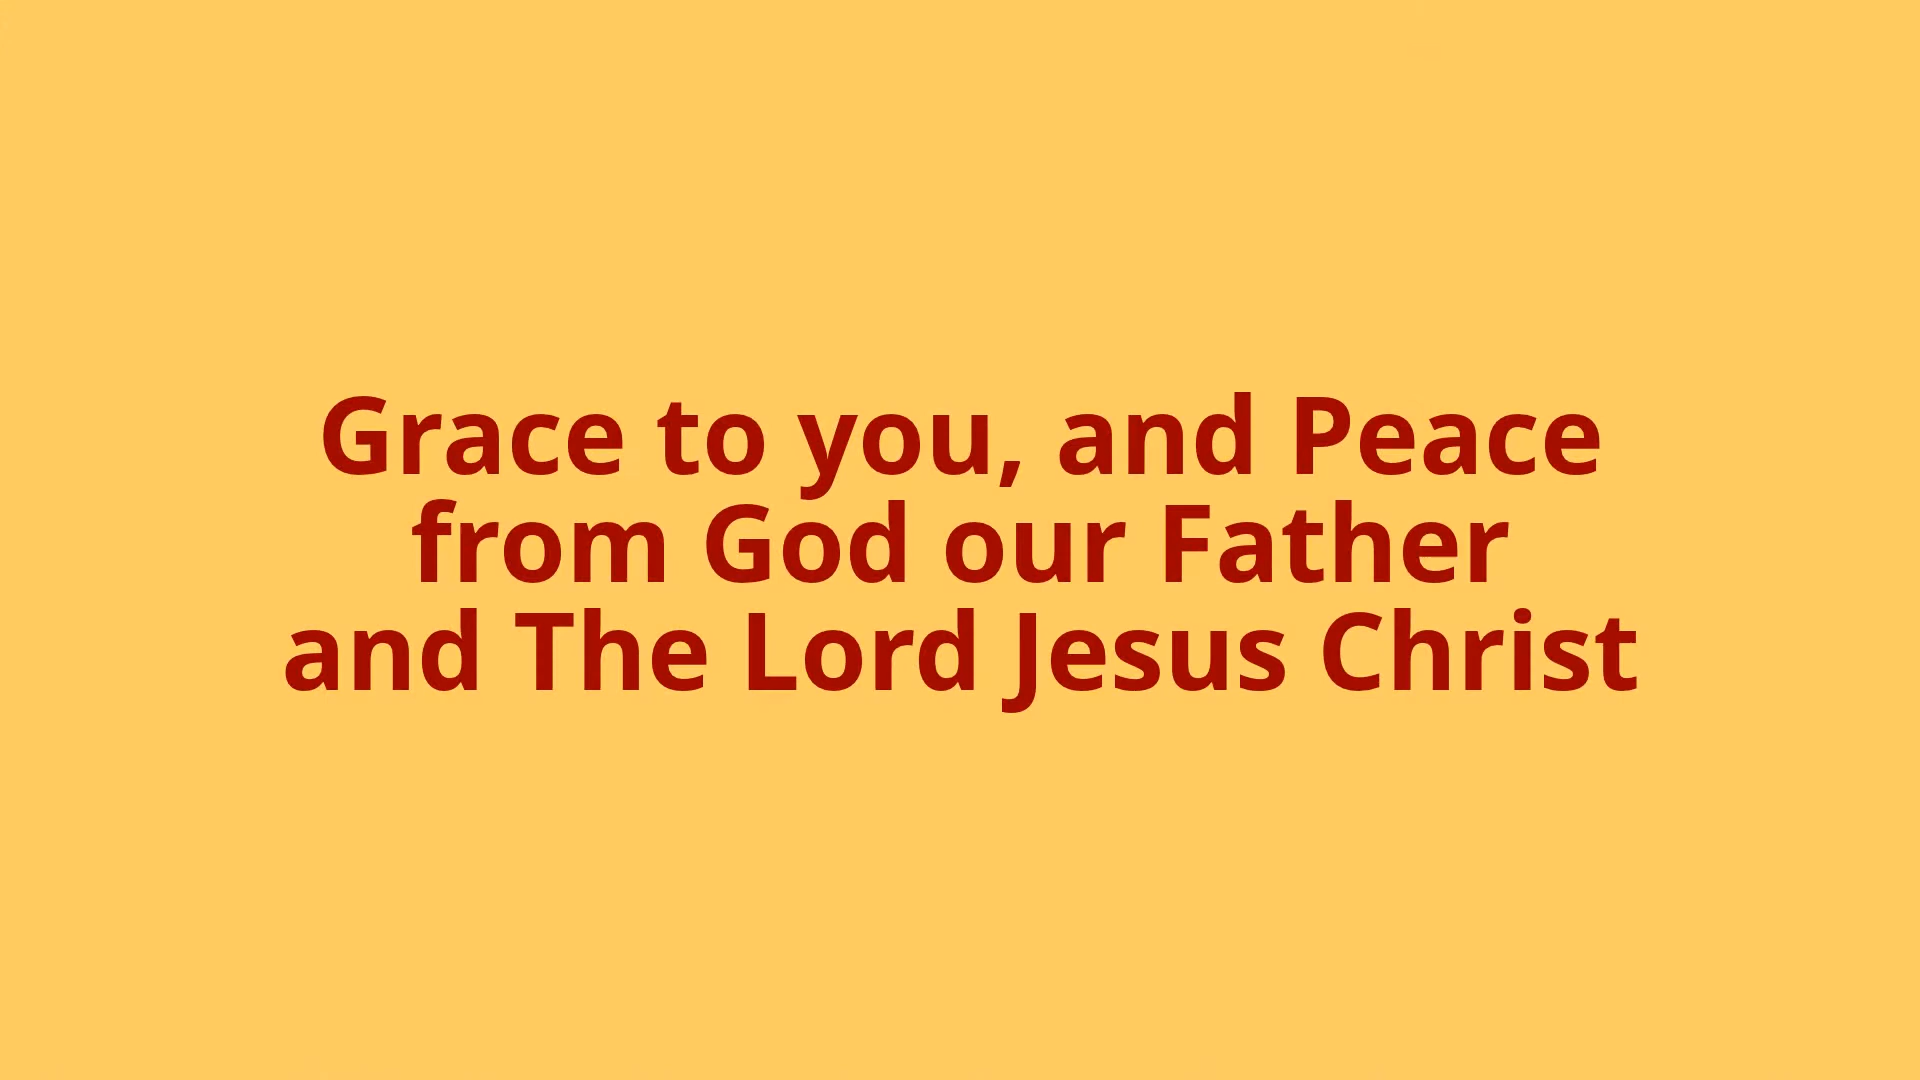 Grace to you, and Peace
from God our Father
and The Lord Jesus Christ